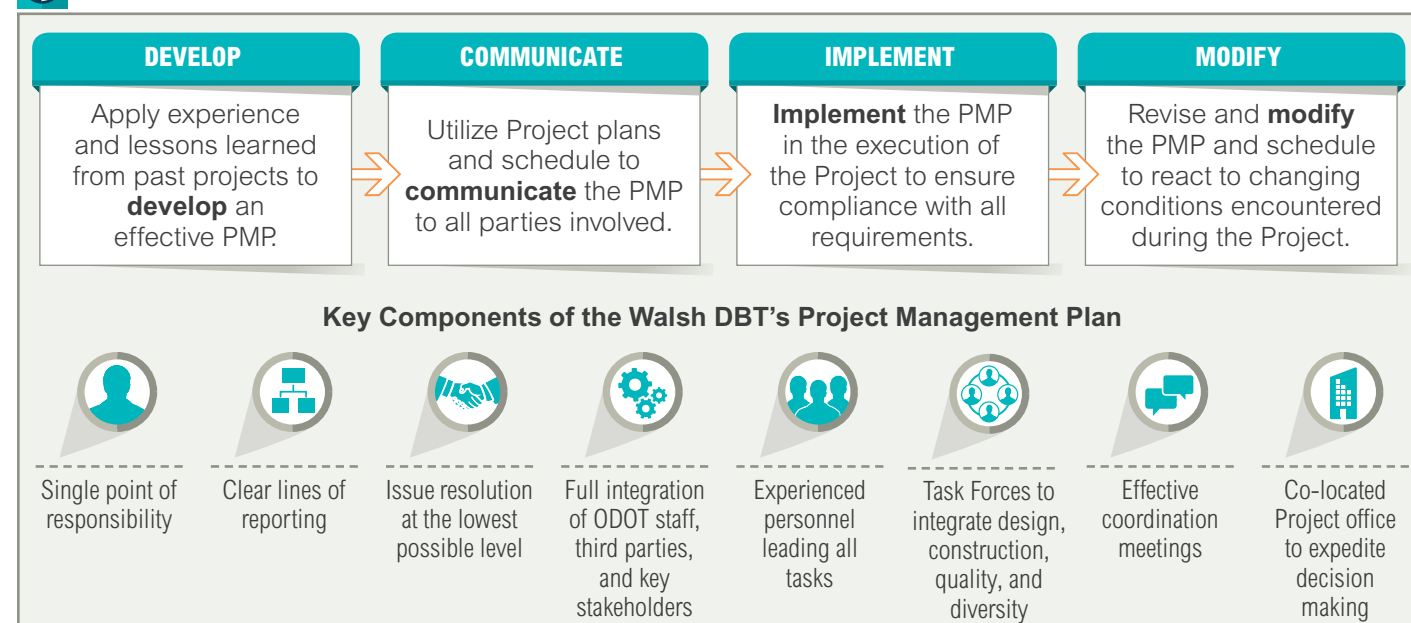 DEVELOP
Apply experience
and lessons learned
from past projects to
develop an
effective PMP.
COMMUNICATE
Utilize Project plans
and schedule to
communicate the PMP
to all parties involved.
IMPLEMENT
Implement the PMP
in the execution of
the Project to ensure
compliance with all
requirements.
MODIFY
Revise and modify
the PMP and schedule
to react to changing
conditions encountered
during the Project.
Key Components of the Walsh DBT's Project Management Plan
Single point of
responsibility
Clear lines of
reporting
Issue resolution
at the lowest
possible level
Full integration
of ODOT staff,
third parties,
and key
stakeholders
Experienced
personnel
leading all
tasks
Task Forces to
integrate design,
construction,
quality, and
diversity
Effective
coordination
meetings
Co-located
Project office
to expedite
decision
making